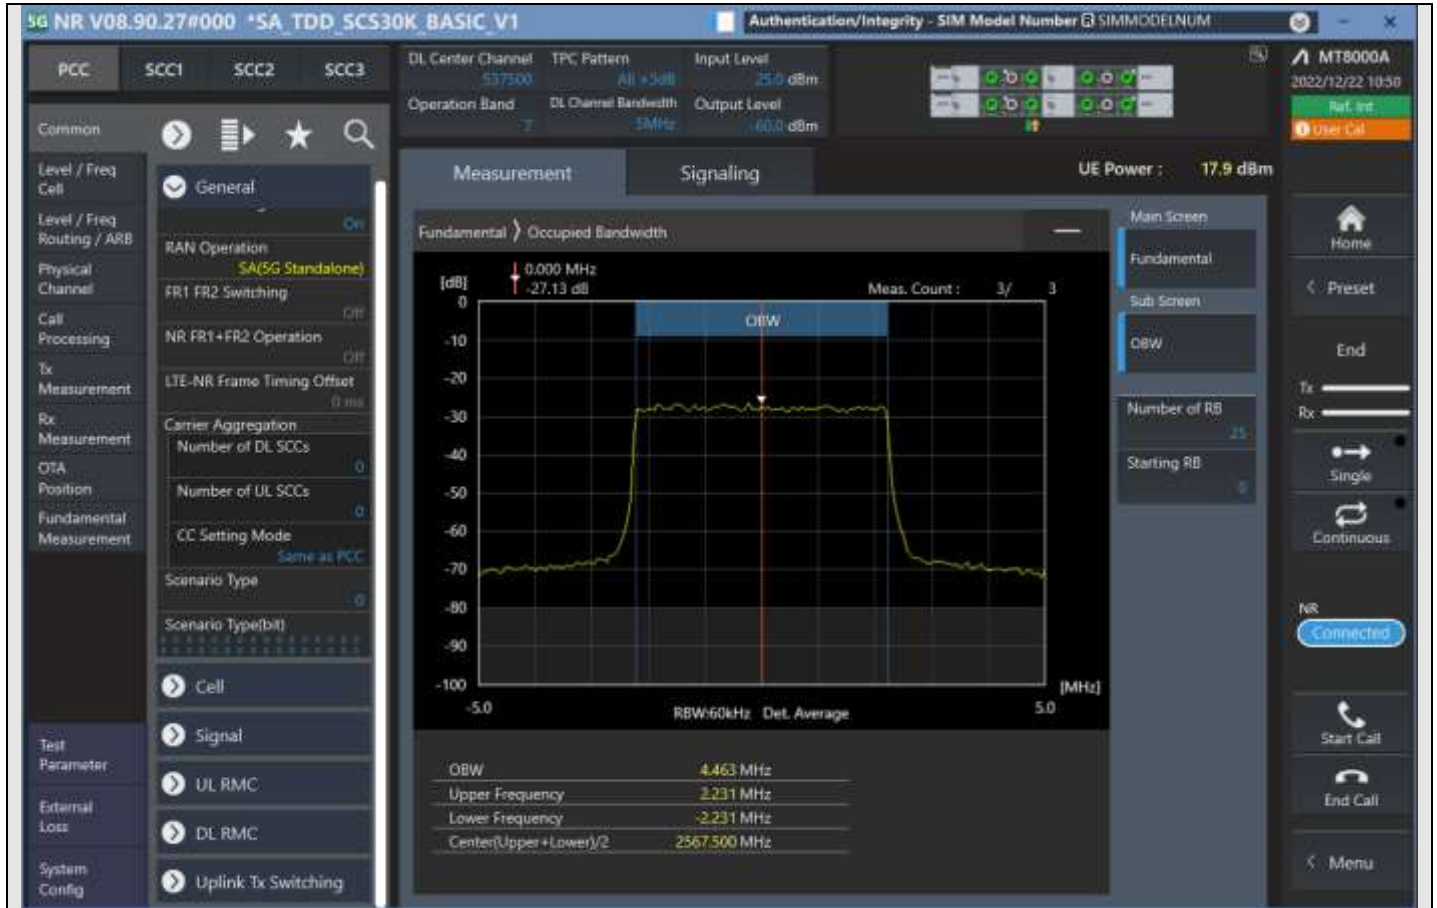 5G NR V08.90.27#000 *SA_TDD_SCS30K_BASIC_V1
Authentication/Integrity - SIM Model Number SIMMODELNUM
PCC SCC1 SCC2 SCC3
DL Center Channel
537500
TPC Pattern
All +3dB
Input Level
25.0 dBm
Operation Band
7
DL Channel Bandwidth
5MHz
Output Level
-60.0 dBm
MT8000A
2022/12/22 10:50
Ref. Int.
User Cal
Common
Level / Freq
Cell
Level / Freq
Routing / ARB
Physical
Channel
Call
Processing
Tx
Measurement
Rx
Measurement
OTA
Position
Fundamental
Measurement
Test
Parameter
External
Loss
System
Config
General
On
RAN Operation
SA(5G Standalone)
FR1 FR2 Switching
Off
NR FR1+FR2 Operation
Off
LTE-NR Frame Timing Offset
0 ms
Carrier Aggregation
Number of DL SCCs
0
Number of UL SCCs
0
CC Setting Mode
Same as PCC
Scenario Type
0
Scenario Type(bit)
Cell
Signal
UL RMC
DL RMC
Uplink Tx Switching
Measurement
Signaling
UE Power : 17.9 dBm
Fundamental
Occupied Bandwidth
[dB]
0.000 MHz
-27.13 dB
Meas. Count : 3/ 3
OBW
0
-10
-20
-30
-40
-50
-60
-70
-80
-90
-100
[MHz]
-5.0
RBW:60kHz Det. Average
5.0
OBW 4.463 MHz
Upper Frequency 2.231 MHz
Lower Frequency -2.231 MHz
Center(Upper+Lower)/2 2567.500 MHz
Main Screen
Fundamental
Sub Screen
OBW
Number of RB
25
Starting RB
0
Home
Preset
End
Tx
Rx
Single
Continuous
NR
Connected
Start Call
End Call
Menu